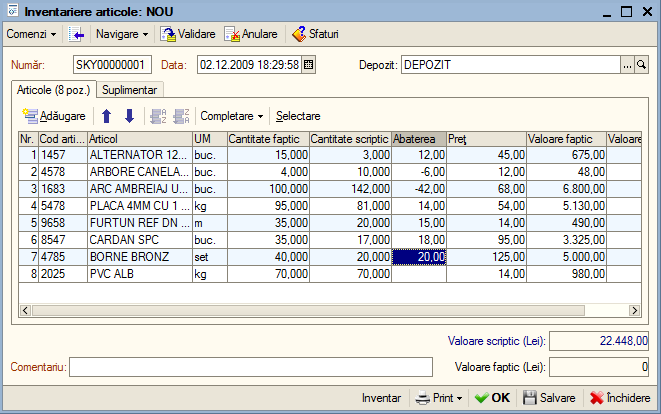 Inventariere articole: NOU
Comenzi Navigare Validare Anulare Sfaturi
Număr: SKY00000001 Data: 02.12.2009 18:29:58 Depozit: DEPOZIT ...
Articole (8 poz.) Suplimentar
Adăugare Completare Selectare
Nr. Cod arti... Articol UM Cantitate faptic Cantitate scriptic Abaterea Preţ Valoare faptic Valoare
1 1457 ALTERNATOR 12... buc. 15,000 3,000 12,00 45,00 675,00
2 4578 ARBORE CANELA... buc. 4,000 10,000 -6,00 12,00 48,00
3 1683 ARC AMBREIAJ U... buc. 100,000 142,000 -42,00 68,00 6.800,00
4 5478 PLACA 4MM CU 1 ... kg 95,000 81,000 14,00 54,00 5.130,00
5 9658 FURTUN REF DN ... m 35,000 20,000 15,00 14,00 490,00
6 8547 CARDAN SPC buc. 35,000 17,000 18,00 95,00 3.325,00
7 4785 BORNE BRONZ set 40,000 20,000 20,00 125,00 5.000,00
8 2025 PVC ALB kg 70,000 70,000 14,00 980,00
Valoare scriptic (Lei): 22.448,00
Comentariu: Valoare faptic (Lei): 0
Inventar Print OK Salvare Închidere